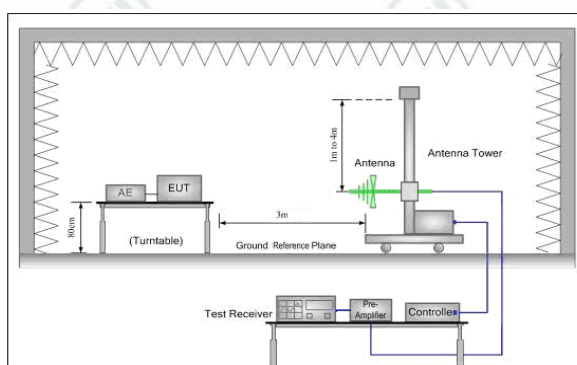 1m to 4m
Antenna
Antenna Tower
AE
EUT
80cm
3m
(Turntable)
Ground Reference Plane
Test Receiver
Pre-
Amplifier
Controller